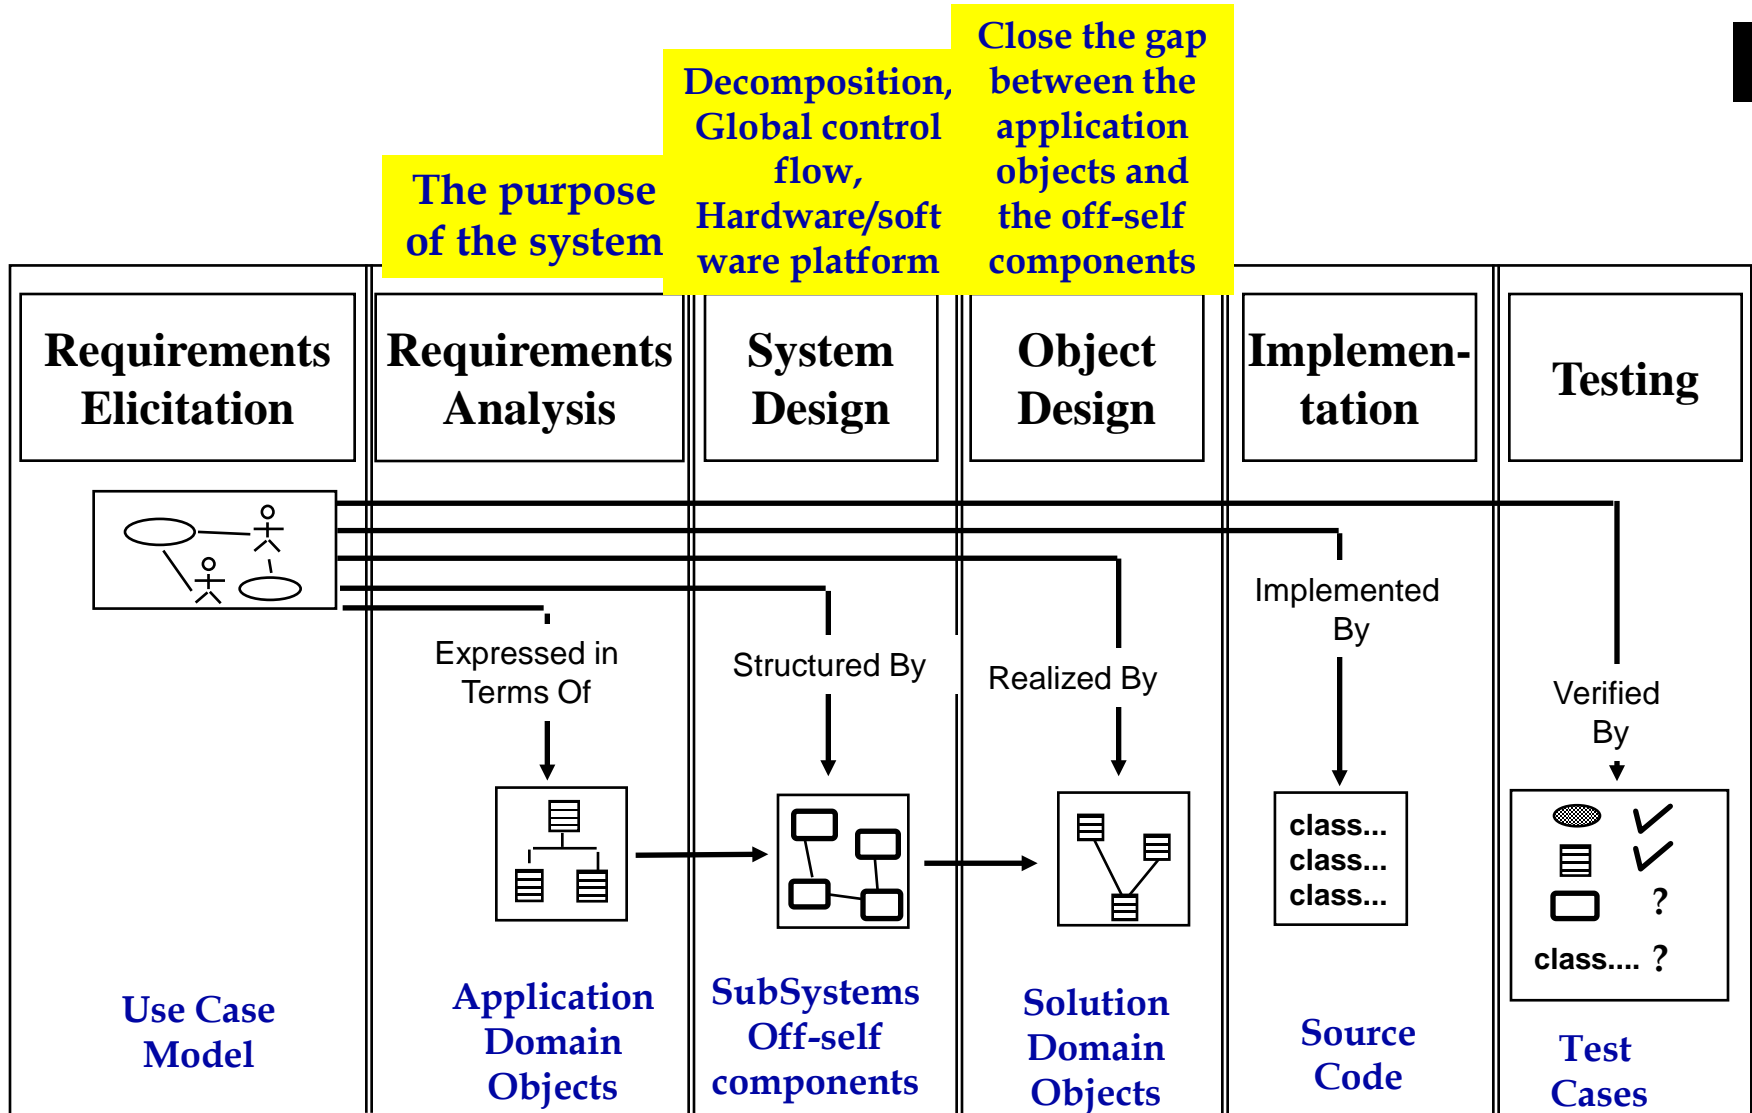 Close the gap
between the
application
objects and
the off-self
components
Decomposition,
Global control
flow,
Hardware/soft
ware platform
The purpose
of the system
Requirements
Elicitation
Requirements
Analysis
System
Design
Object
Design
Implemen-
tation
Testing
Expressed in
Terms Of
Structured By
Realized By
Implemented
By
Verified
By
class...
class...
class...
?
class.... ?
Use Case
Model
Application
Domain
Objects
SubSystems
Off-self
components
Solution
Domain
Objects
Source
Code
Test
Cases